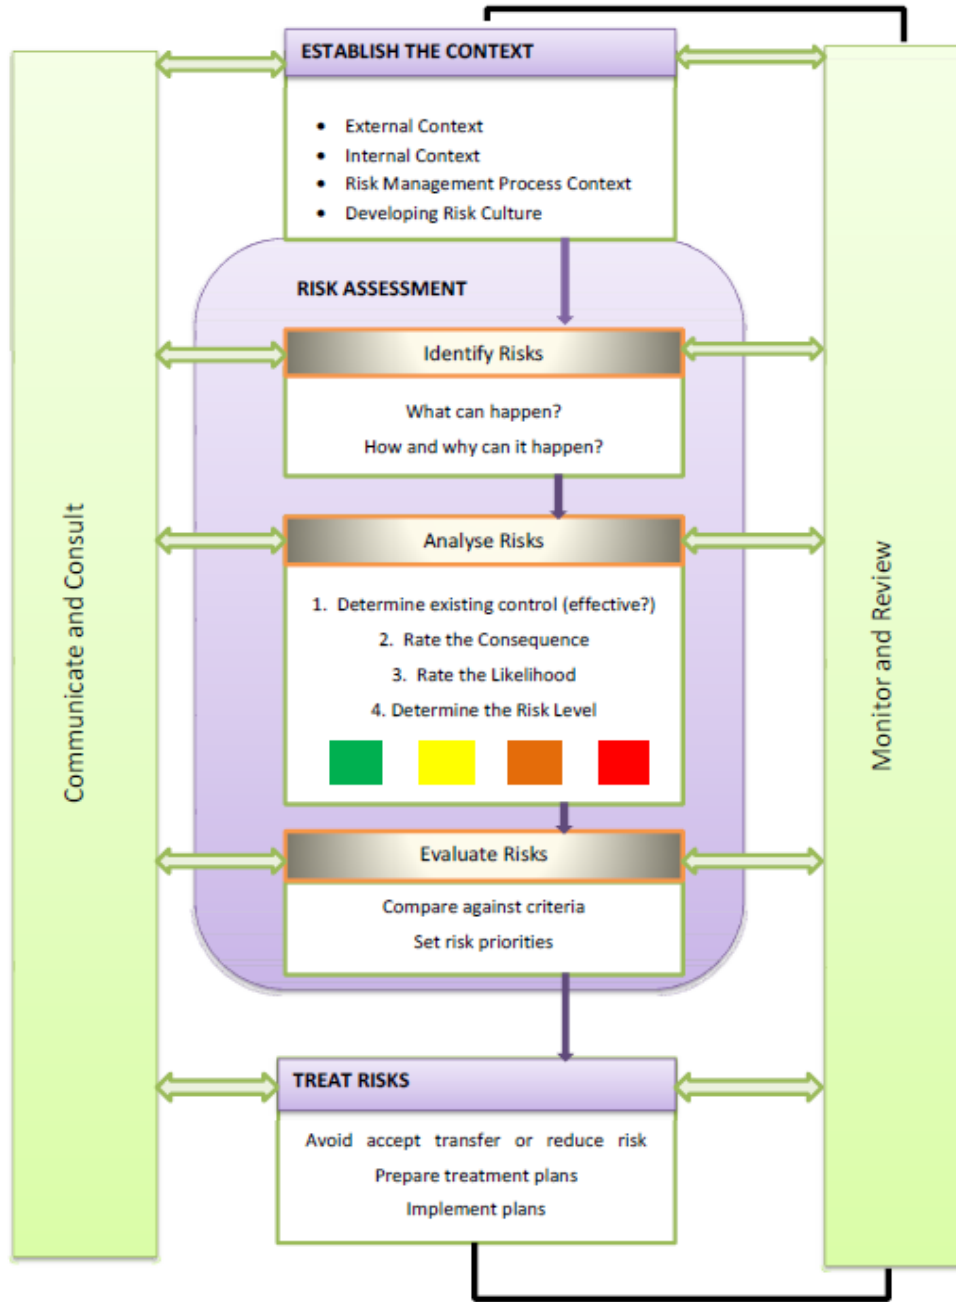 ESTABLISH THE CONTEXT
• External Context
• Internal Context
• Risk Management Process Context
• Developing Risk Culture
RISK ASSESSMENT
Identify Risks
What can happen?
How and why can it happen?
Analyse Risks
1. Determine existing control (effective?)
2. Rate the Consequence
3. Rate the Likelihood
4. Determine the Risk Level
Evaluate Risks
Compare against criteria
Set risk priorities
TREAT RISKS
Avoid accept transfer or reduce risk
Prepare treatment plans
Implement plans
Communicate and Consult
Monitor and Review